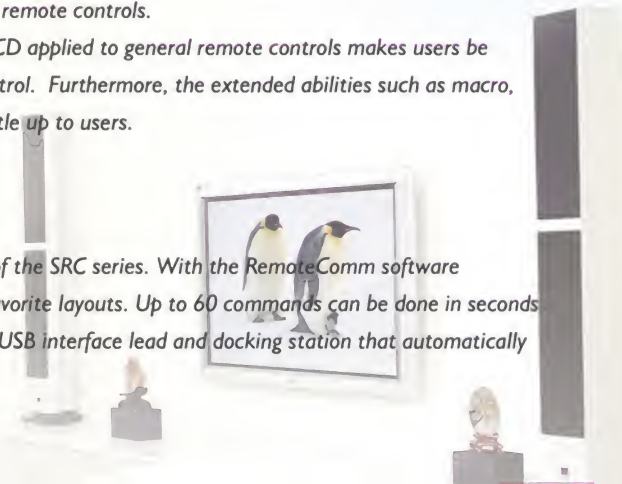 remote controls.
CD applied to general remote controls makes users be
trol. Furthermore, the extended abilities such as macro,
tle up to users.
of the SRC series. With the RemoteComm software
vorite layouts. Up to 60 commands can be done in seconds
USB interface lead and docking station that automatically